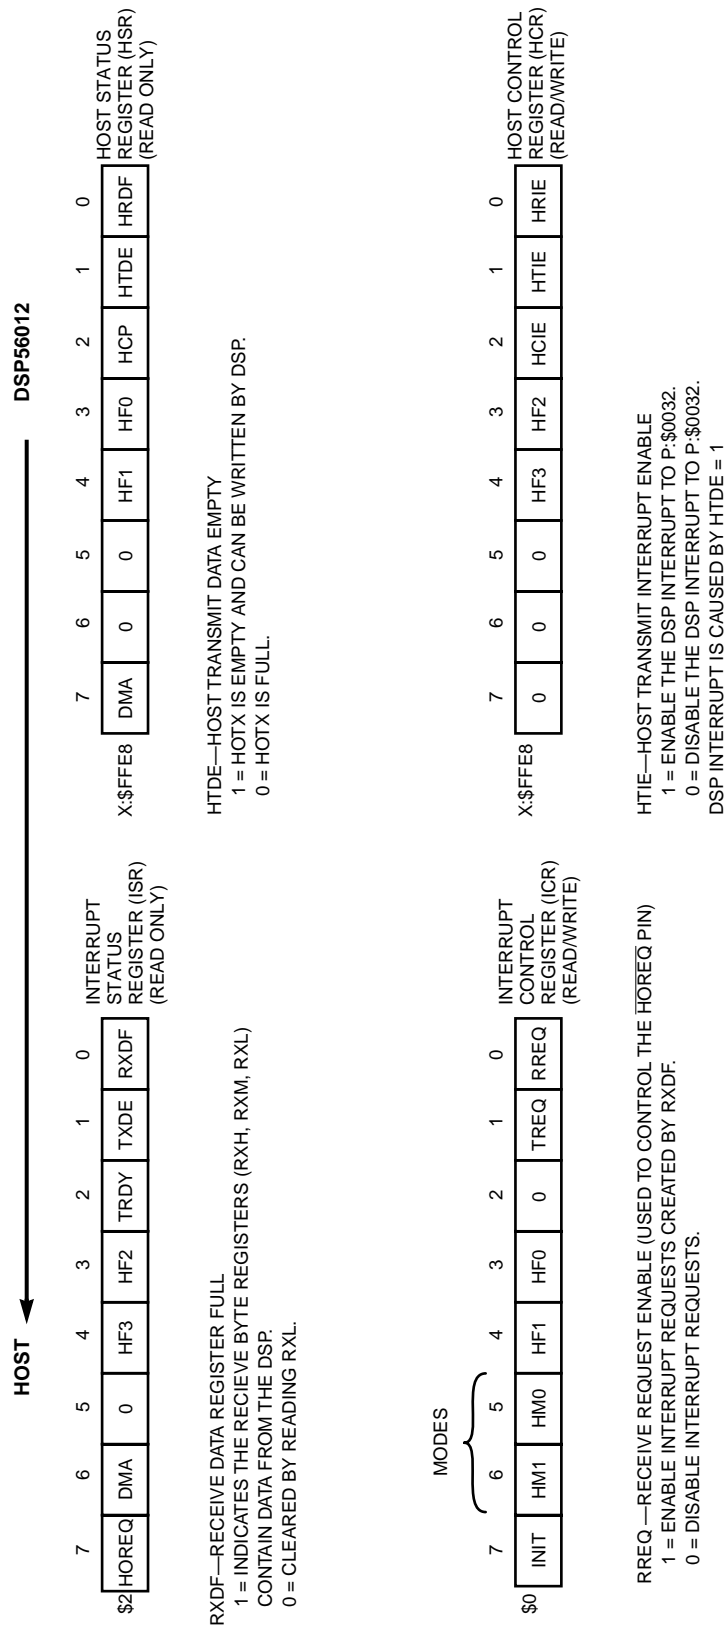 HOST DSP56012
7 6 5 4 3 2 1 0
$2 HOREQ DMA 0 HF3 HF2 TRDY TXDE RXDF
INTERRUPT
STATUS
REGISTER (ISR)
(READ ONLY)
7 6 5 4 3 2 1 0
X:$FFE8 DMA 0 0 HF1 HF0 HCP HTDE HRDF
HOST STATUS
REGISTER (HSR)
(READ ONLY)
RXDF—RECEIVE DATA REGISTER FULL
1 = INDICATES THE RECIEVE BYTE REGISTERS (RXH, RXM, RXL)
CONTAIN DATA FROM THE DSP.
0 = CLEARED BY READING RXL.
HTDE—HOST TRANSMIT DATA EMPTY
1 = HOTX IS EMPTY AND CAN BE WRITTEN BY DSP.
0 = HOTX IS FULL.
MODES
7 6 5 4 3 2 1 0
$0 INIT HM1 HM0 HF1 HF0 0 TREQ RREQ
INTERRUPT
CONTROL
REGISTER (ICR)
(READ/WRITE)
7 6 5 4 3 2 1 0
X:$FFE8 0 0 0 HF3 HF2 HCIE HTIE HRIE
HOST CONTROL
REGISTER (HCR)
(READ/WRITE)
RREQ —RECEIVE REQUEST ENABLE (USED TO CONTROL THE HOREQ PIN)
1 = ENABLE INTERRUPT REQUESTS CREATED BY RXDF.
0 = DISABLE INTERRUPT REQUESTS.
HTIE—HOST TRANSMIT INTERRUPT ENABLE
1 = ENABLE THE DSP INTERRUPT TO P:$0032.
0 = DISABLE THE DSP INTERRUPT TO P:$0032.
DSP INTERRUPT IS CAUSED BY HTDE = 1